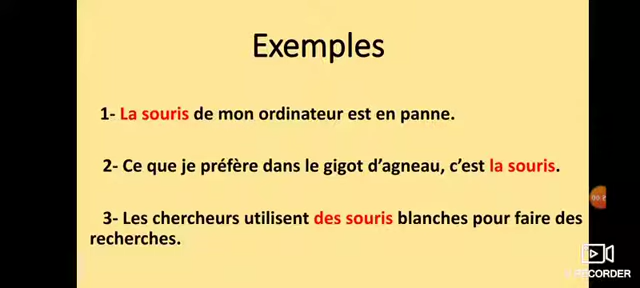 Exemples
1- La souris de mon ordinateur est en panne.
2- Ce que je préfère dans le gigot d’agneau, c’est la souris.
3- Les chercheurs utilisent des souris blanches pour faire des
recherches.
RECORDER